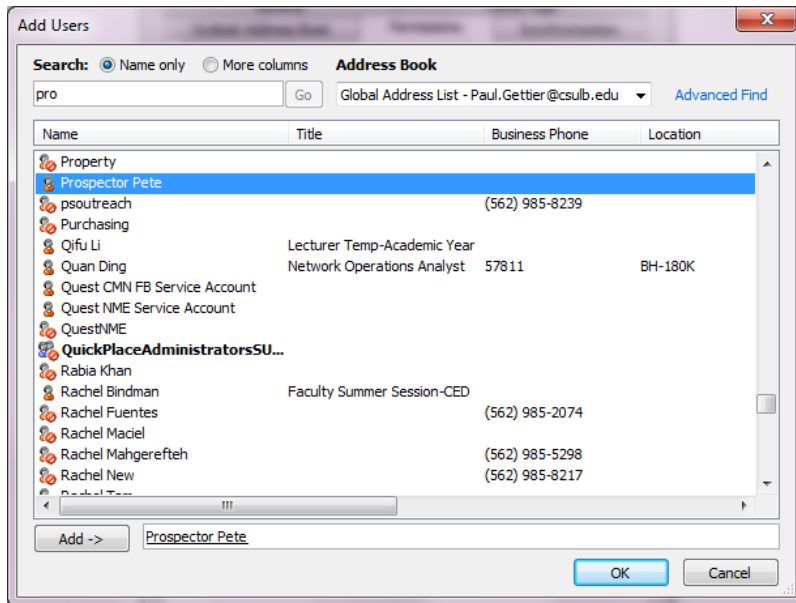 Add Users
Search: Name only More columns Address Book
pro Go Global Address List - Paul.Gettier@csulb.edu Advanced Find
Name Title Business Phone Location
Property
Prospector Pete
psoutreach (562) 985-8239
Purchasing
Qifu Li Lecturer Temp-Academic Year
Quan Ding Network Operations Analyst 57811 BH-180K
Quest CMN FB Service Account
Quest NME Service Account
QuestNME
QuickPlaceAdministratorsSU...
Rabia Khan
Rachel Bindman Faculty Summer Session-CED
Rachel Fuentes (562) 985-2074
Rachel Maciel
Rachel Mahgerefteh (562) 985-5298
Rachel New (562) 985-8217
Add -> Prospector Pete
OK Cancel